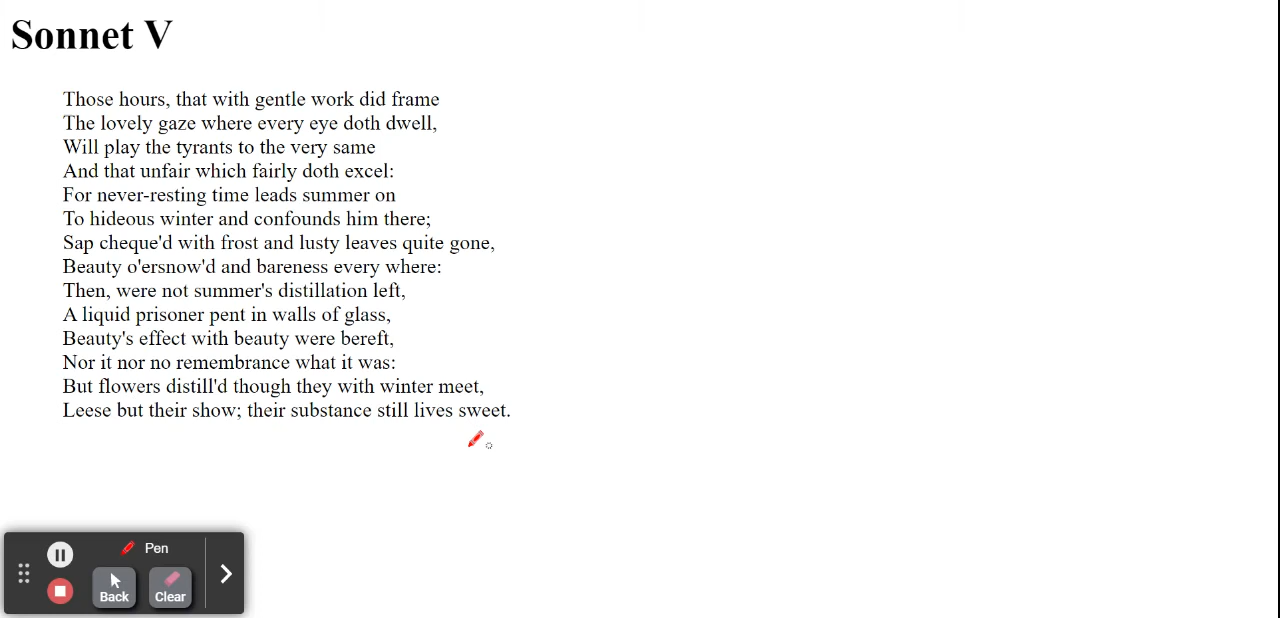 Sonnet V
Those hours, that with gentle work did frame
The lovely gaze where every eye doth dwell,
Will play the tyrants to the very same
And that unfair which fairly doth excel:
For never-resting time leads summer on
To hideous winter and confounds him there;
Sap cheque'd with frost and lusty leaves quite gone,
Beauty o'ersnow'd and bareness every where:
Then, were not summer's distillation left,
A liquid prisoner pent in walls of glass,
Beauty's effect with beauty were bereft,
Nor it nor no remembrance what it was:
But flowers distill'd though they with winter meet,
Leese but their show; their substance still lives sweet.
Pen
Back Clear